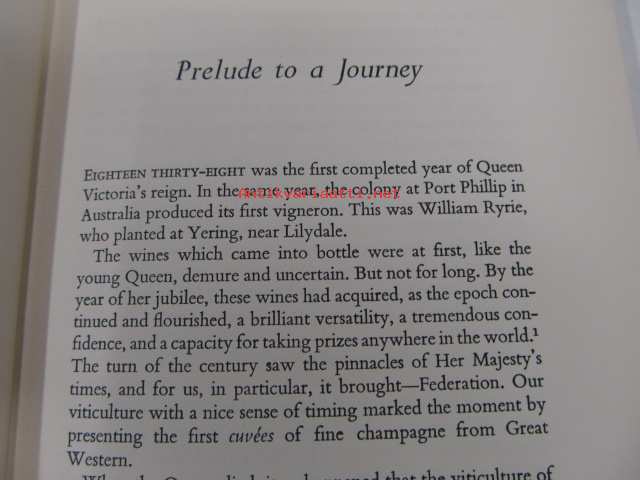 Prelude to a Journey
EIGHTEEN THIRTY-EIGHT was the first completed year of Queen
Victoria's reign. In the same year, the colony at Port Phillip in
Antikvariaatti.net
Australia produced its first vigneron. This was William Ryrie,
who planted at Yering, near Lilydale.
The wines which came into bottle were at first, like the
young Queen, demure and uncertain. But not for long. By the
year of her jubilee, these wines had acquired, as the epoch con-
tinued and flourished, a brilliant versatility, a tremendous con-
fidence, and a capacity for taking prizes anywhere in the world.¹
The turn of the century saw the pinnacles of Her Majesty's
times, and for us, in particular, it brought—Federation. Our
viticulture with a nice sense of timing marked the moment by
presenting the first cuvées of fine champagne from Great
Western.
the viticulture of